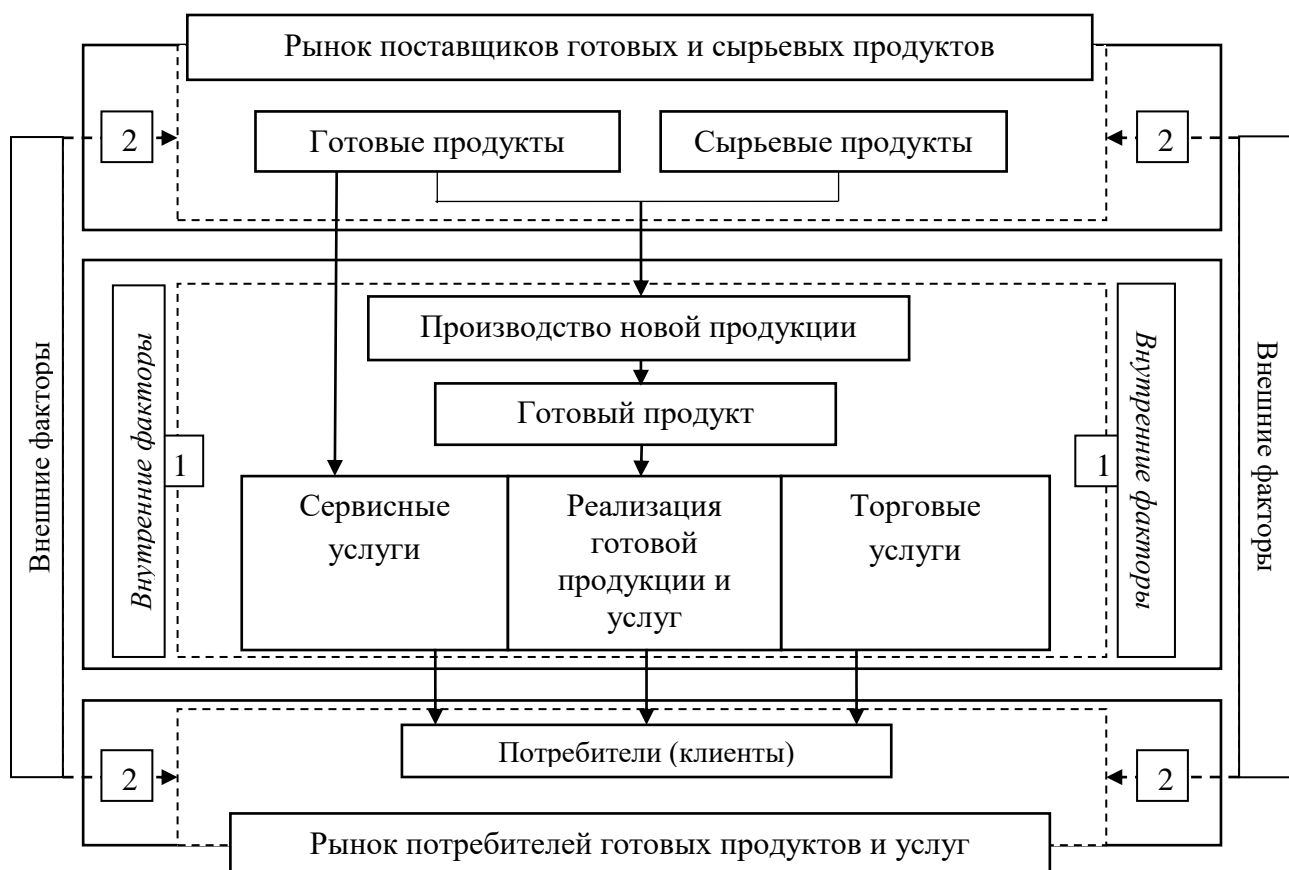 Рынок поставщиков готовых и сырьевых продуктов
2
Готовые продукты
Сырьевые продукты
2
Внешние факторы
Внутренние факторы
1
Производство новой продукции
Готовый продукт
Сервисные
услуги
Реализация
готовой
продукции и
услуг
Торговые
услуги
1
Внутренние факторы
Внешние факторы
2
Потребители (клиенты)
2
Рынок потребителей готовых продуктов и услуг